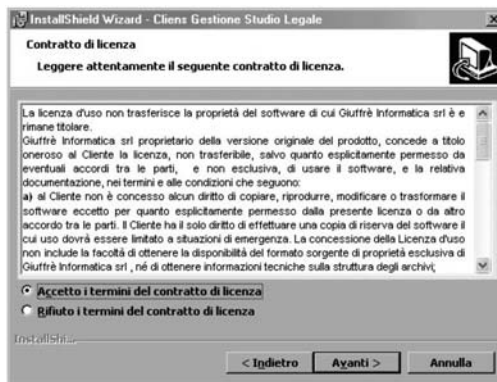 InstallShield Wizard - Cliens Gestione Studio Legale
Contratto di licenza
Leggere attentamente il seguente contratto di licenza.
La licenza d'uso non trasferisce la proprietà del software di cui Giuffrè Informatica srl è e
rimane titolare.
Giuffrè Informatica srl proprietario della versione originale del prodotto, concede a titolo
oneroso al Cliente la licenza, non trasferibile, salvo quanto esplicitamente permesso da
eventuali accordi tra le parti, e non esclusiva, di usare il software, e la relativa
documentazione, nei termini e alle condizioni che seguono:
a) al Cliente non è concesso alcun diritto di copiare, riprodurre, modificare o trasformare il
software eccetto per quanto esplicitamente permesso dalla presente licenza o da altro
accordo tra le parti. Il Cliente ha il solo diritto di effettuare una copia di riserva del software il
cui uso dovrà essere limitato a situazioni di emergenza. La concessione della Licenza d'uso
non include la facoltà di ottenere la disponibilità del formato sorgente di proprietà esclusiva di
Giuffrè Informatica srl , né di ottenere informazioni tecniche sulla struttura degli archivi;
Accetto i termini del contratto di licenza
Rifiuto i termini del contratto di licenza
InstallShi...
< Indietro Avanti > Annulla